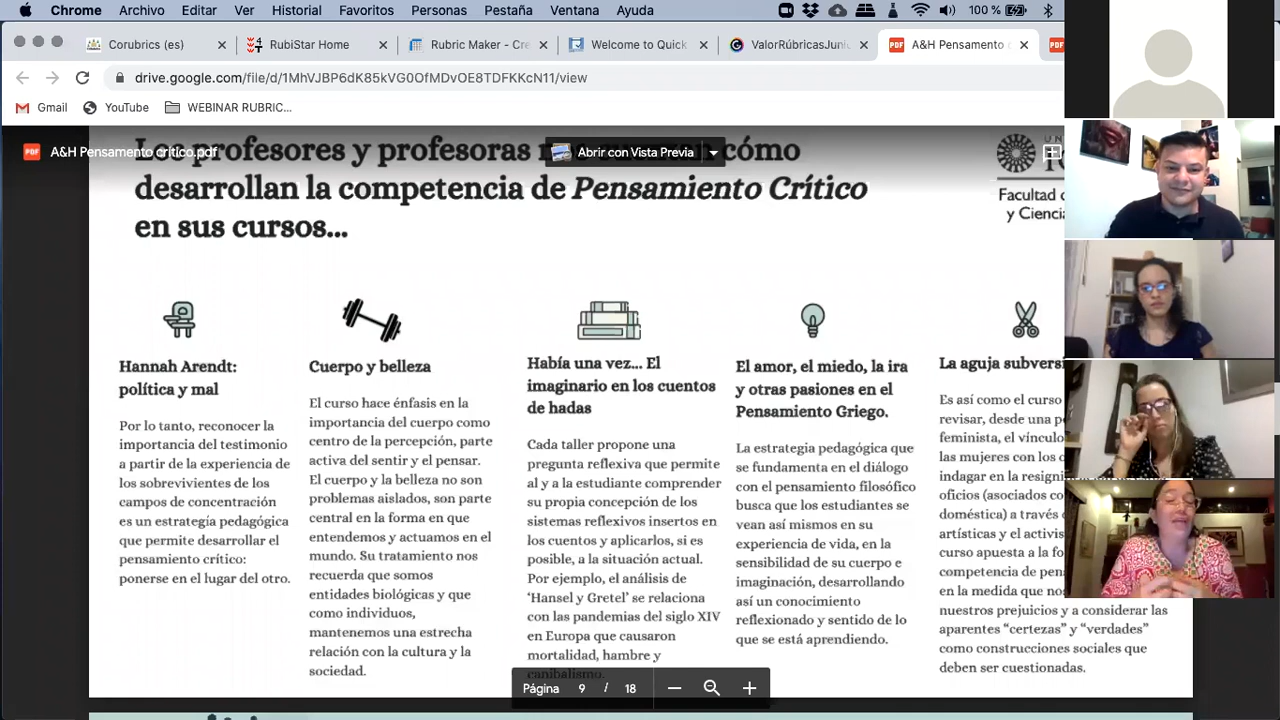 Chrome Archivo Editar Ver Historial Favoritos Personas Pestaña Ventana Ayuda 100 %
Corubrics (es) × RubiStar Home × Rubric Maker - Cre × Welcome to Quick × ValorRúbricasJuni × A&H Pensamento c ×
drive.google.com/file/d/1MhVJBP6dK85kVG0OfMDvOE8TDFKKcN11/view
Gmail YouTube WEBINAR RUBRIC...
PDF A&H Pensamento crítico.pdf
Abrir con Vista Previa
Los profesores y profesoras cómo
desarrollan la competencia de Pensamiento Crítico
en sus cursos...
Facultad
y Ciencia
Hannah Arendt:
política y mal
Por lo tanto, reconocer la
importancia del testimonio
a partir de la experiencia de
los sobrevivientes de los
campos de concentración
es un estrategía pedagógica
que permite desarrollar el
pensamiento crítico:
ponerse en el lugar del otro.
Cuerpo y belleza
El curso hace énfasis en la
importancia del cuerpo como
centro de la percepción, parte
activa del sentir y el pensar.
El cuerpo y la belleza no son
problemas aislados, son parte
central en la forma en que
entendemos y actuamos en el
mundo. Su tratamiento nos
recuerda que somos
entidades biológicas y que
como individuos,
mantenemos una estrecha
relación con la cultura y la
sociedad.
Había una vez... El
imaginario en los cuentos
de hadas
Cada taller propone una
pregunta reflexiva que permite
al y a la estudiante comprender
su propia concepción de los
sistemas reflexivos insertos en
los cuentos y aplicarlos, si es
posible, a la situación actual.
Por ejemplo, el análisis de
‘Hansel y Gretel’ se relaciona
con las pandemias del siglo XIV
en Europa que causaron
mortalidad, hambre y
canibalismo.
El amor, el miedo, la ira
y otras pasiones en el
Pensamiento Griego.
La estrategia pedagógica que
se fundamenta en el diálogo
con el pensamiento filosófico
busca que los estudiantes se
vean así mismos en su
experiencia de vida, en la
sensibilidad de su cuerpo e
imaginación, desarrollando
así un conocimiento
reflexionado y sentido de lo
que se está aprendiendo.
La aguja subversi
Es así como el curso
revisar, desde una p
feminista, el vínculo
las mujeres con los o
indagar en la resign
oficios (asociados co
doméstica) a través
artísticas y el activis
curso apuesta a la fo
competencia de pen
en la medida que no
nuestros prejuicios y a considerar las
aparentes “certezas” y “verdades”
como construcciones sociales que
deben ser cuestionadas.
Página 9 / 18